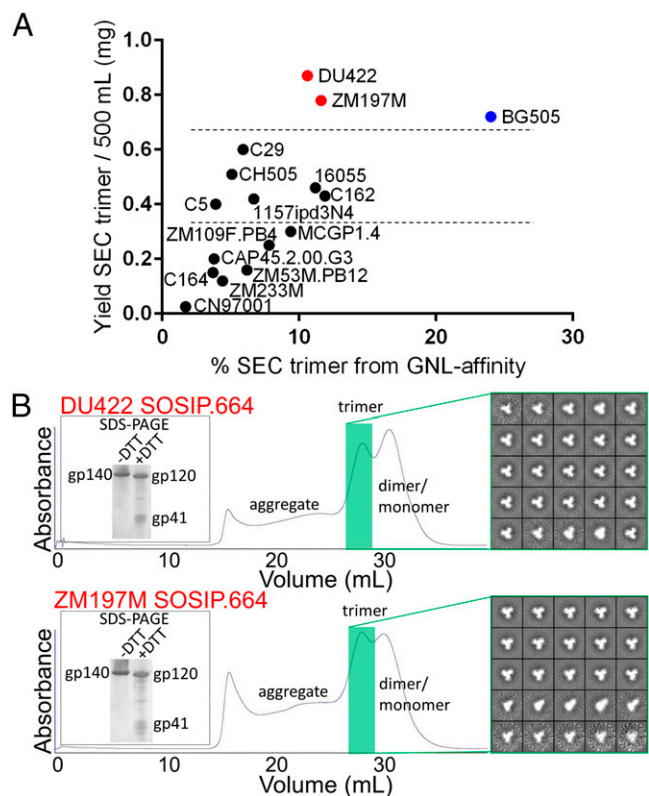 A
Yield SEC trimer / 500 mL (mg)
1.0
0.8
0.6
0.4
0.2
0.0
DU422
ZM197M
BG505
C29
CH505
16055
C162
C5
1157ipd3N4
ZM109F.PB4
MCGP1.4
CAP45.2.00.G3
C164
ZM53M.PB12
ZM233M
CN97001
0
10
20
30
% SEC trimer from GNL-affinity
B
DU422 SOSIP.664
SDS-PAGE
-DTT
+DTT
gp140
gp120
gp41
Absorbance
aggregate
trimer
dimer/
monomer
0
10
20
30
Volume (mL)
ZM197M SOSIP.664
SDS-PAGE
-DTT
+DTT
gp140
gp120
gp41
Absorbance
aggregate
trimer
dimer/
monomer
0
10
20
30
Volume (mL)